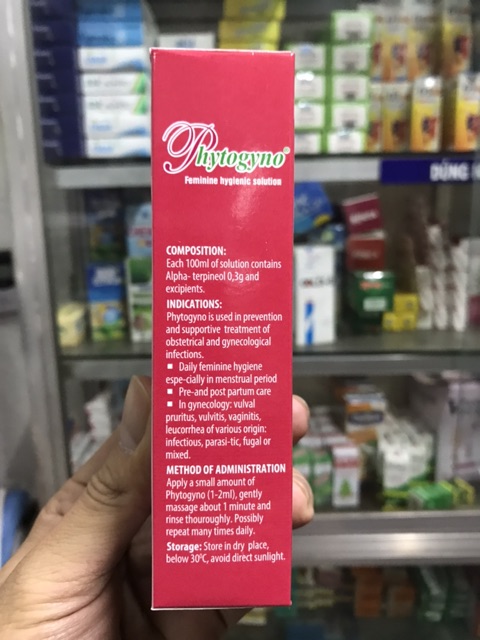 Phytogyno®
Feminine hygienic solution
COMPOSITION:
Each 100ml of solution contains
Alpha- terpineol 0,3g and
excipients.
INDICATIONS:
Phytogyno is used in prevention
and supportive treatment of
obstetrical and gynecological
infections.
▪ Daily feminine hygiene
espe-cially in menstrual period
▪ Pre-and post partum care
▪ In gynecology: vulval
pruritus, vulvitis, vaginitis,
leucorrhea of various origin:
infectious, parasi-tic, fugal or
mixed.
METHOD OF ADMINISTRATION
Apply a small amount of
Phytogyno (1-2ml), gently
massage about 1 minute and
rinse thouroughly. Possibly
repeat many times daily.
Storage: Store in dry place,
below 30ºC, avoid direct sunlight.
DÙNG